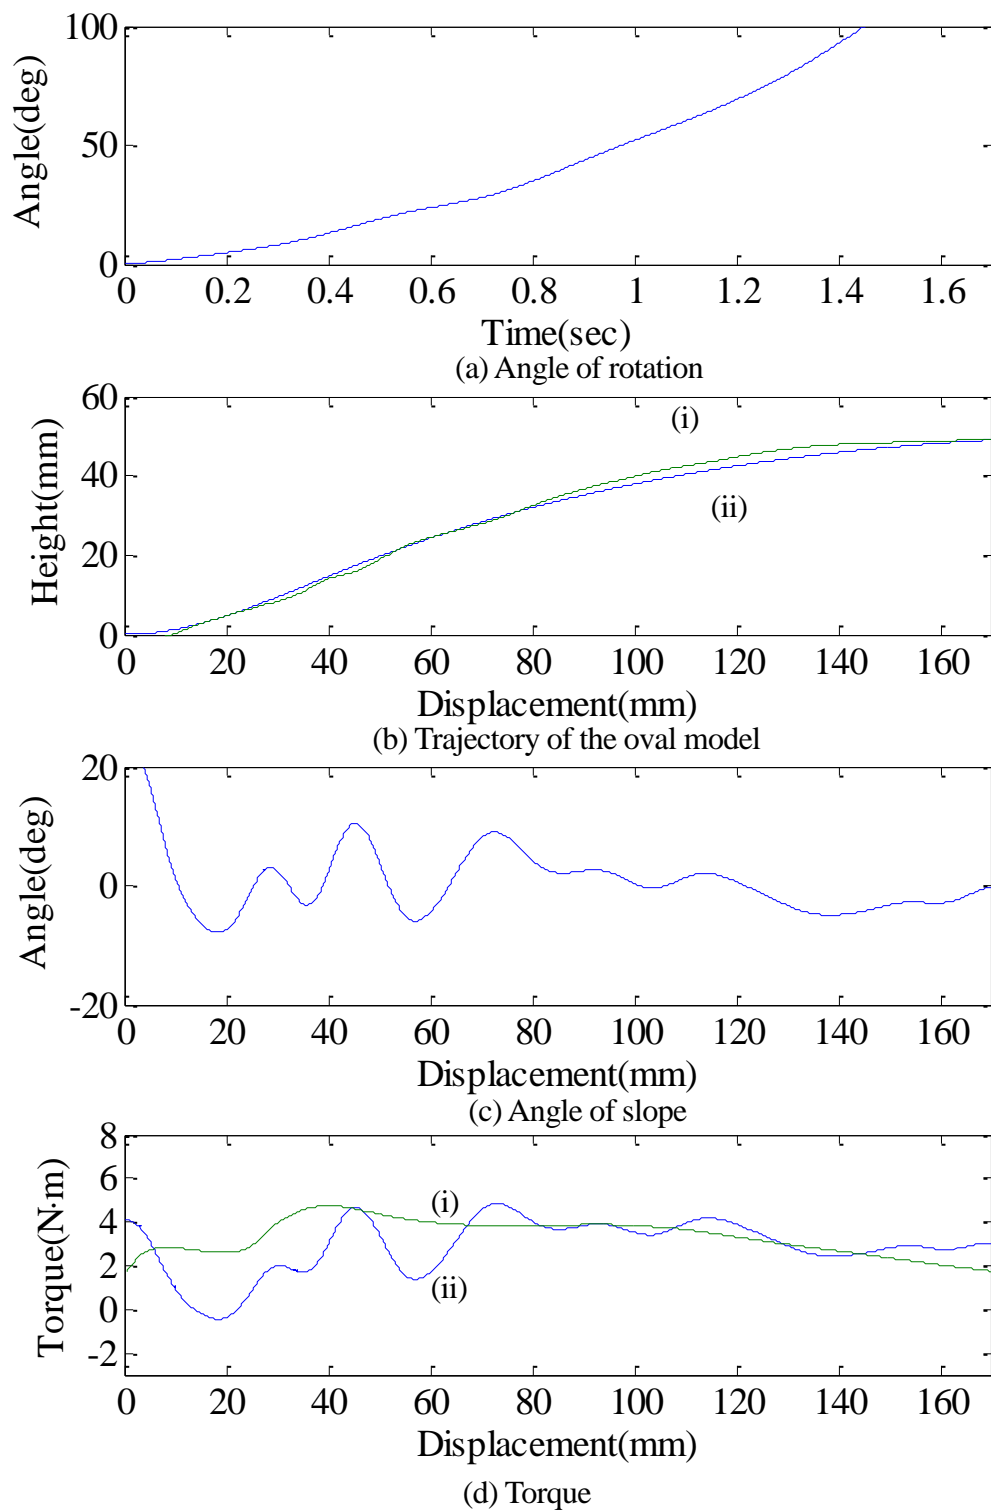 100
50
0
Angle(deg)
0 0.2 0.4 0.6 0.8 1 1.2 1.4 1.6
Time(sec)
(a) Angle of rotation
60
40
20
0
Height(mm)
(i)
(ii)
0 20 40 60 80 100 120 140 160
Displacement(mm)
(b) Trajectory of the oval model
20
0
-20
Angle(deg)
0 20 40 60 80 100 120 140 160
Displacement(mm)
(c) Angle of slope
8
6
4
2
0
-2
Torque(N·m)
(i)
(ii)
0 20 40 60 80 100 120 140 160
Displacement(mm)
(d) Torque